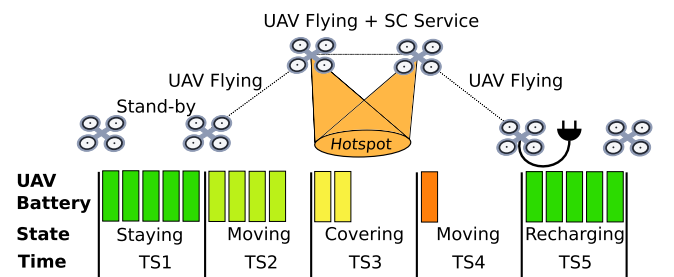 UAV Flying + SC Service
UAV Flying
UAV Flying
Stand-by
Hotspot
UAV
Battery
State Staying Moving Covering Moving Recharging
Time TS1 TS2 TS3 TS4 TS5